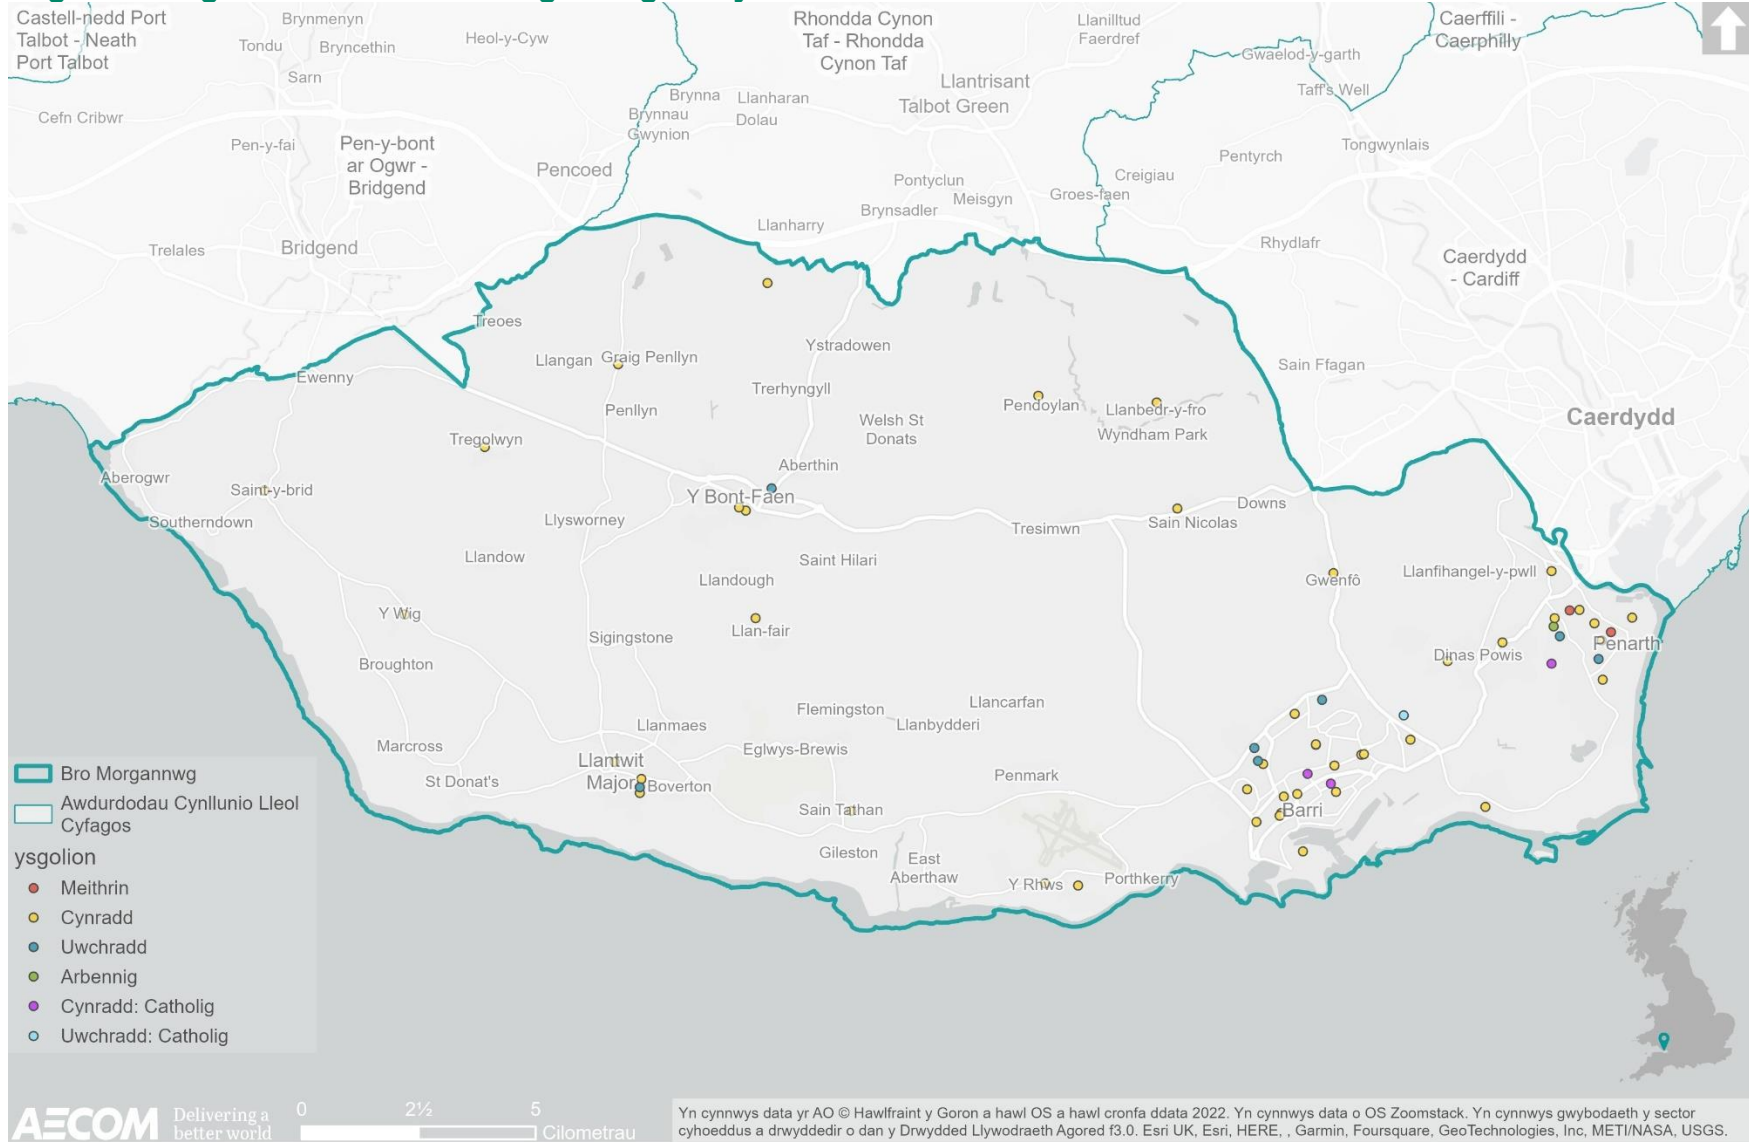 Castell-nedd Port
Talbot - Neath
Port Talbot
Brynmenyn
Tondu
Bryncethin
Heol-y-Cyw
Sarn
Rhondda Cynon
Taf - Rhondda
Cynon Taf
Llanilltud
Faerdref
Caerffili -
Caerphilly
Gwaelod-y-garth
Taff's Well
Llantrisant
Talbot Green
Brynna
Llanharan
Dolau
Brynnau
Gwynion
Cefn Cribwr
Pen-y-fai
Pen-y-bont
ar Ogwr -
Bridgend
Pencoed
Tongwynlais
Pentyrch
Creigiau
Groes-faen
Pontyclun
Meisgyn
Brynsadler
Llanharry
Trelales
Bridgend
Rhydlafr
Caerdydd
- Cardiff
Treoes
Llangan
Graig Penllyn
Ystradowen
Ewenny
Trerhyngyll
Sain Ffagan
Penllyn
Pendoylan
Llanbedr-y-fro
Wyndham Park
Welsh St
Donats
Caerdydd
Tregolwyn
Aberthin
Aberogwr
Saint-y-brid
Y Bont-Faen
Downs
Southerndown
Llysworney
Tresimwn
Sain Nicolas
Llandow
Saint Hilari
Llandough
Gwenfô
Llanfihangel-y-pwll
Y Wig
Sigingstone
Llan-fair
Penarth
Dinas Powis
Broughton
Flemingston
Llancarfan
Llanbydderi
Llanmaes
Marcross
Eglwys-Brewis
Llantwit
Major
Boverton
St Donat's
Penmark
Sain Tathan
Barri
Gileston
East
Aberthaw
Y Rhws
Porthkerry
Bro Morgannwg
Awdurdodau Cynllunio Lleol
Cyfagos
ysgolion
Meithrin
Cynradd
Uwchradd
Arbennig
Cynradd: Catholig
Uwchradd: Catholig
AECOM
Delivering a
better world
0 2½ 5
Cilometrau
Yn cynnwys data yr AO © Hawlfraint y Goron a hawl OS a hawl cronfa ddata 2022. Yn cynnwys data o OS Zoomstack. Yn cynnwys gwybodaeth y sector
cyhoeddus a drwyddedir o dan y Drwydded Llywodraeth Agored f3.0. Esri UK, Esri, HERE, , Garmin, Foursquare, GeoTechnologies, Inc, METI/NASA, USGS.